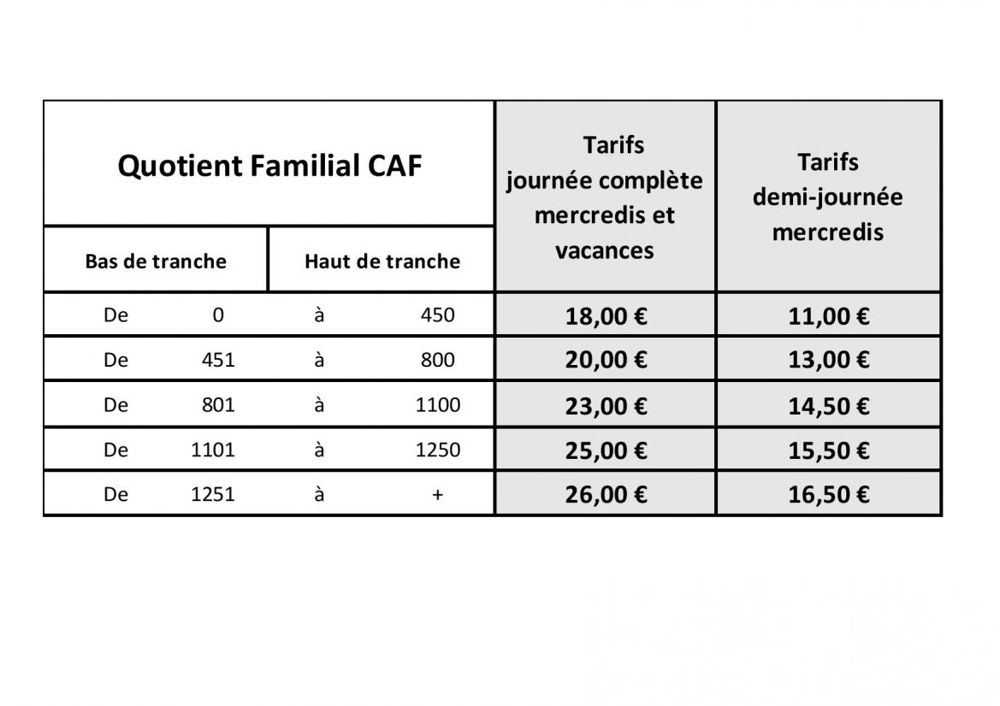 Quotient Familial CAF
Tarifs
journée complète
mercredis et
vacances
Tarifs
demi-journée
mercredis
Bas de tranche Haut de tranche
De 0 à 450 18,00 € 11,00 €
De 451 à 800 20,00 € 13,00 €
De 801 à 1100 23,00 € 14,50 €
De 1101 à 1250 25,00 € 15,50 €
De 1251 à + 26,00 € 16,50 €